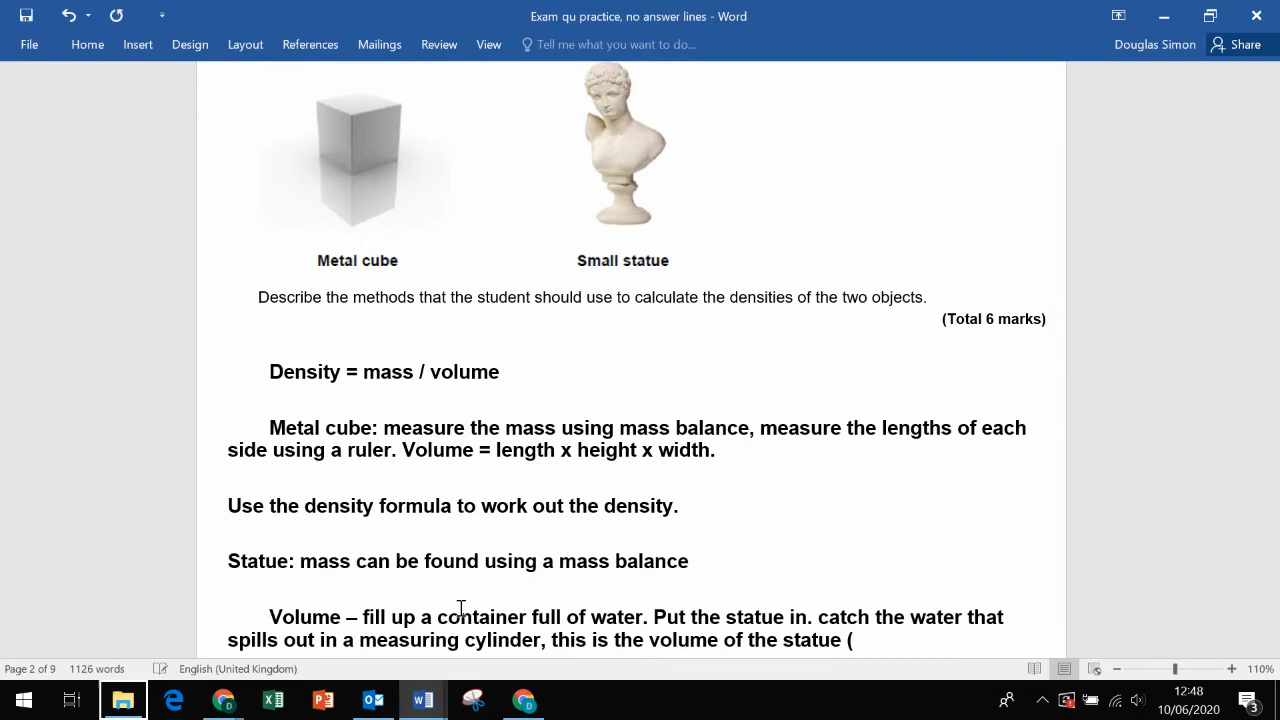 Exam qu practice, no answer lines - Word
File Home Insert Design Layout References Mailings Review View Tell me what you want to do... Douglas Simon Share
Metal cube Small statue
Describe the methods that the student should use to calculate the densities of the two objects.
(Total 6 marks)
Density = mass / volume
Metal cube: measure the mass using mass balance, measure the lengths of each
side using a ruler. Volume = length x height x width.
Use the density formula to work out the density.
Statue: mass can be found using a mass balance
Volume – fill up a container full of water. Put the statue in. catch the water that
spills out in a measuring cylinder, this is the volume of the statue (
Page 2 of 9 1126 words English (United Kingdom) 110%
12:48
10/06/2020
3